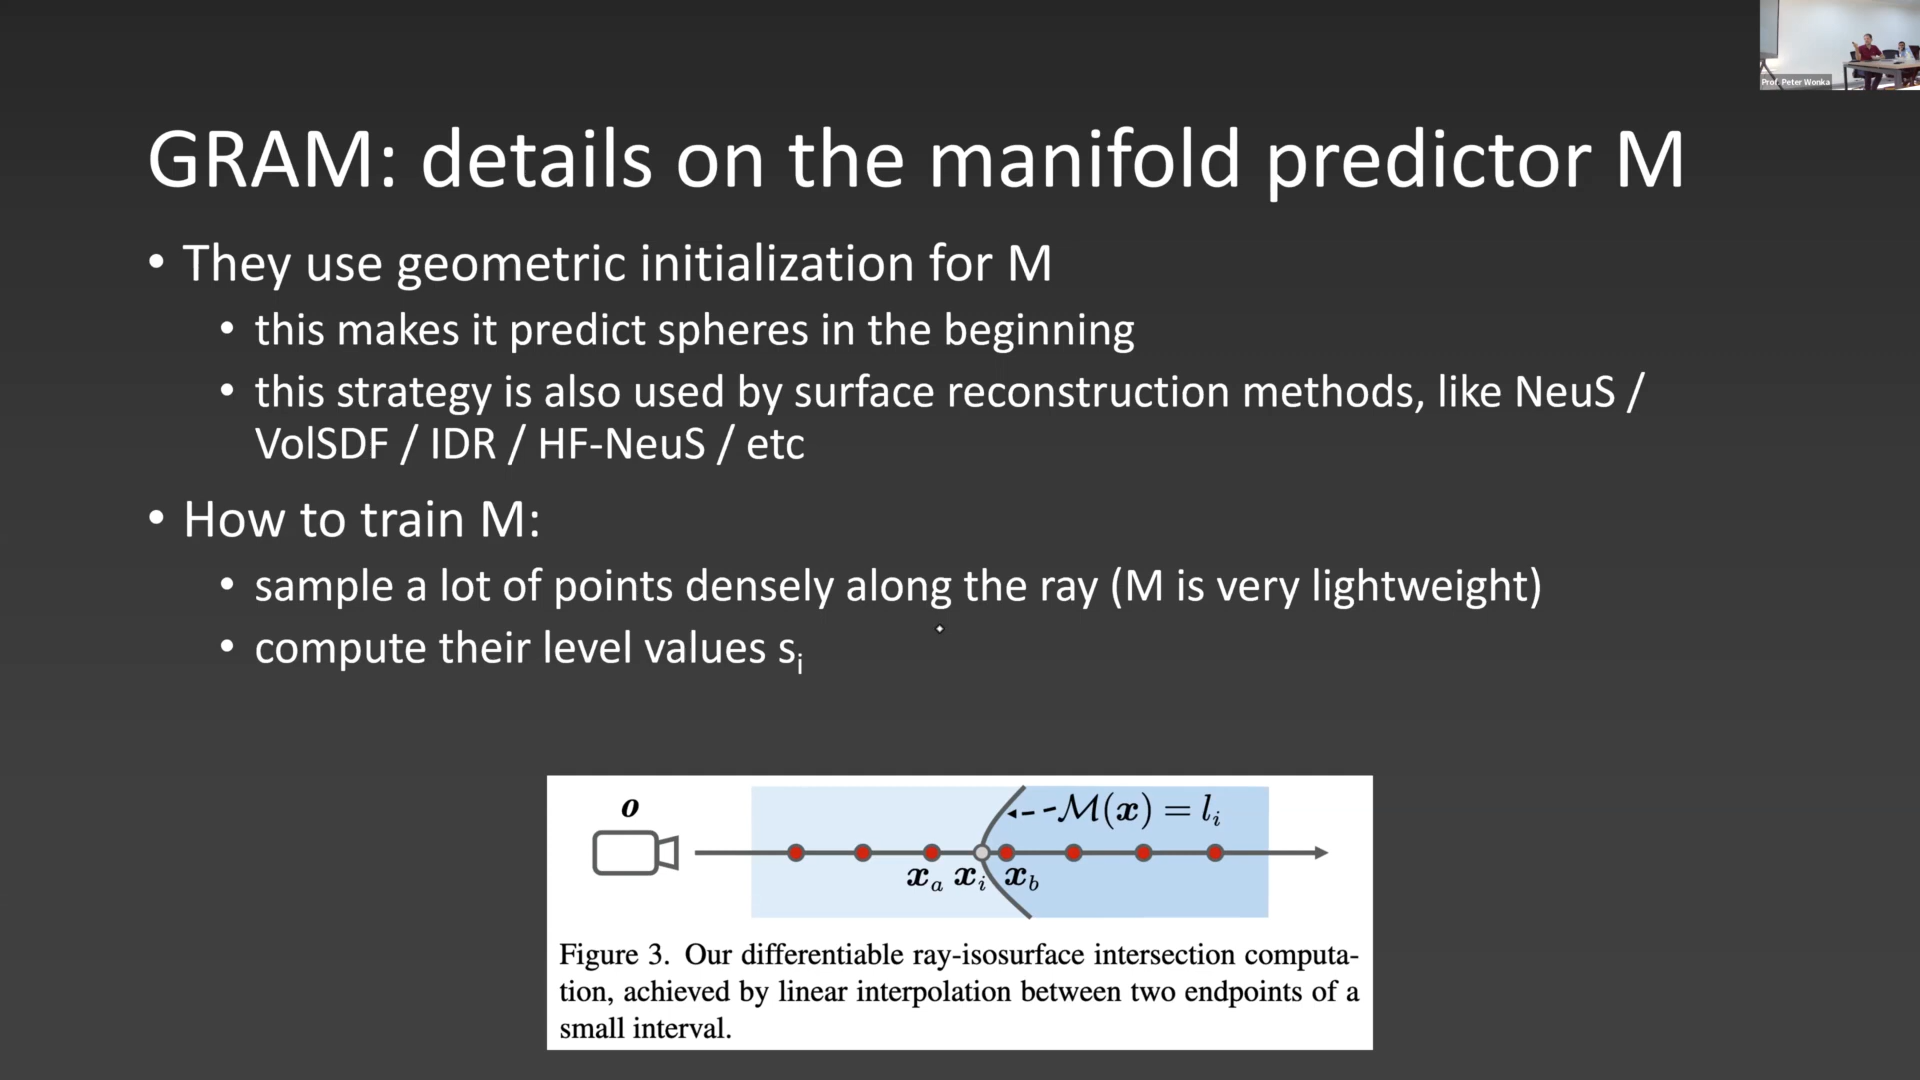 Prof. Peter Wonka
GRAM: details on the manifold predictor M
• They use geometric initialization for M
• this makes it predict spheres in the beginning
• this strategy is also used by surface reconstruction methods, like NeuS /
VolSDF / IDR / HF-NeuS / etc
• How to train M:
• sample a lot of points densely along the ray (M is very lightweight)
• compute their level values sᵢ
o
M(x) = lᵢ
xₐ xᵢ x_b
Figure 3. Our differentiable ray-isosurface intersection computa-
tion, achieved by linear interpolation between two endpoints of a
small interval.